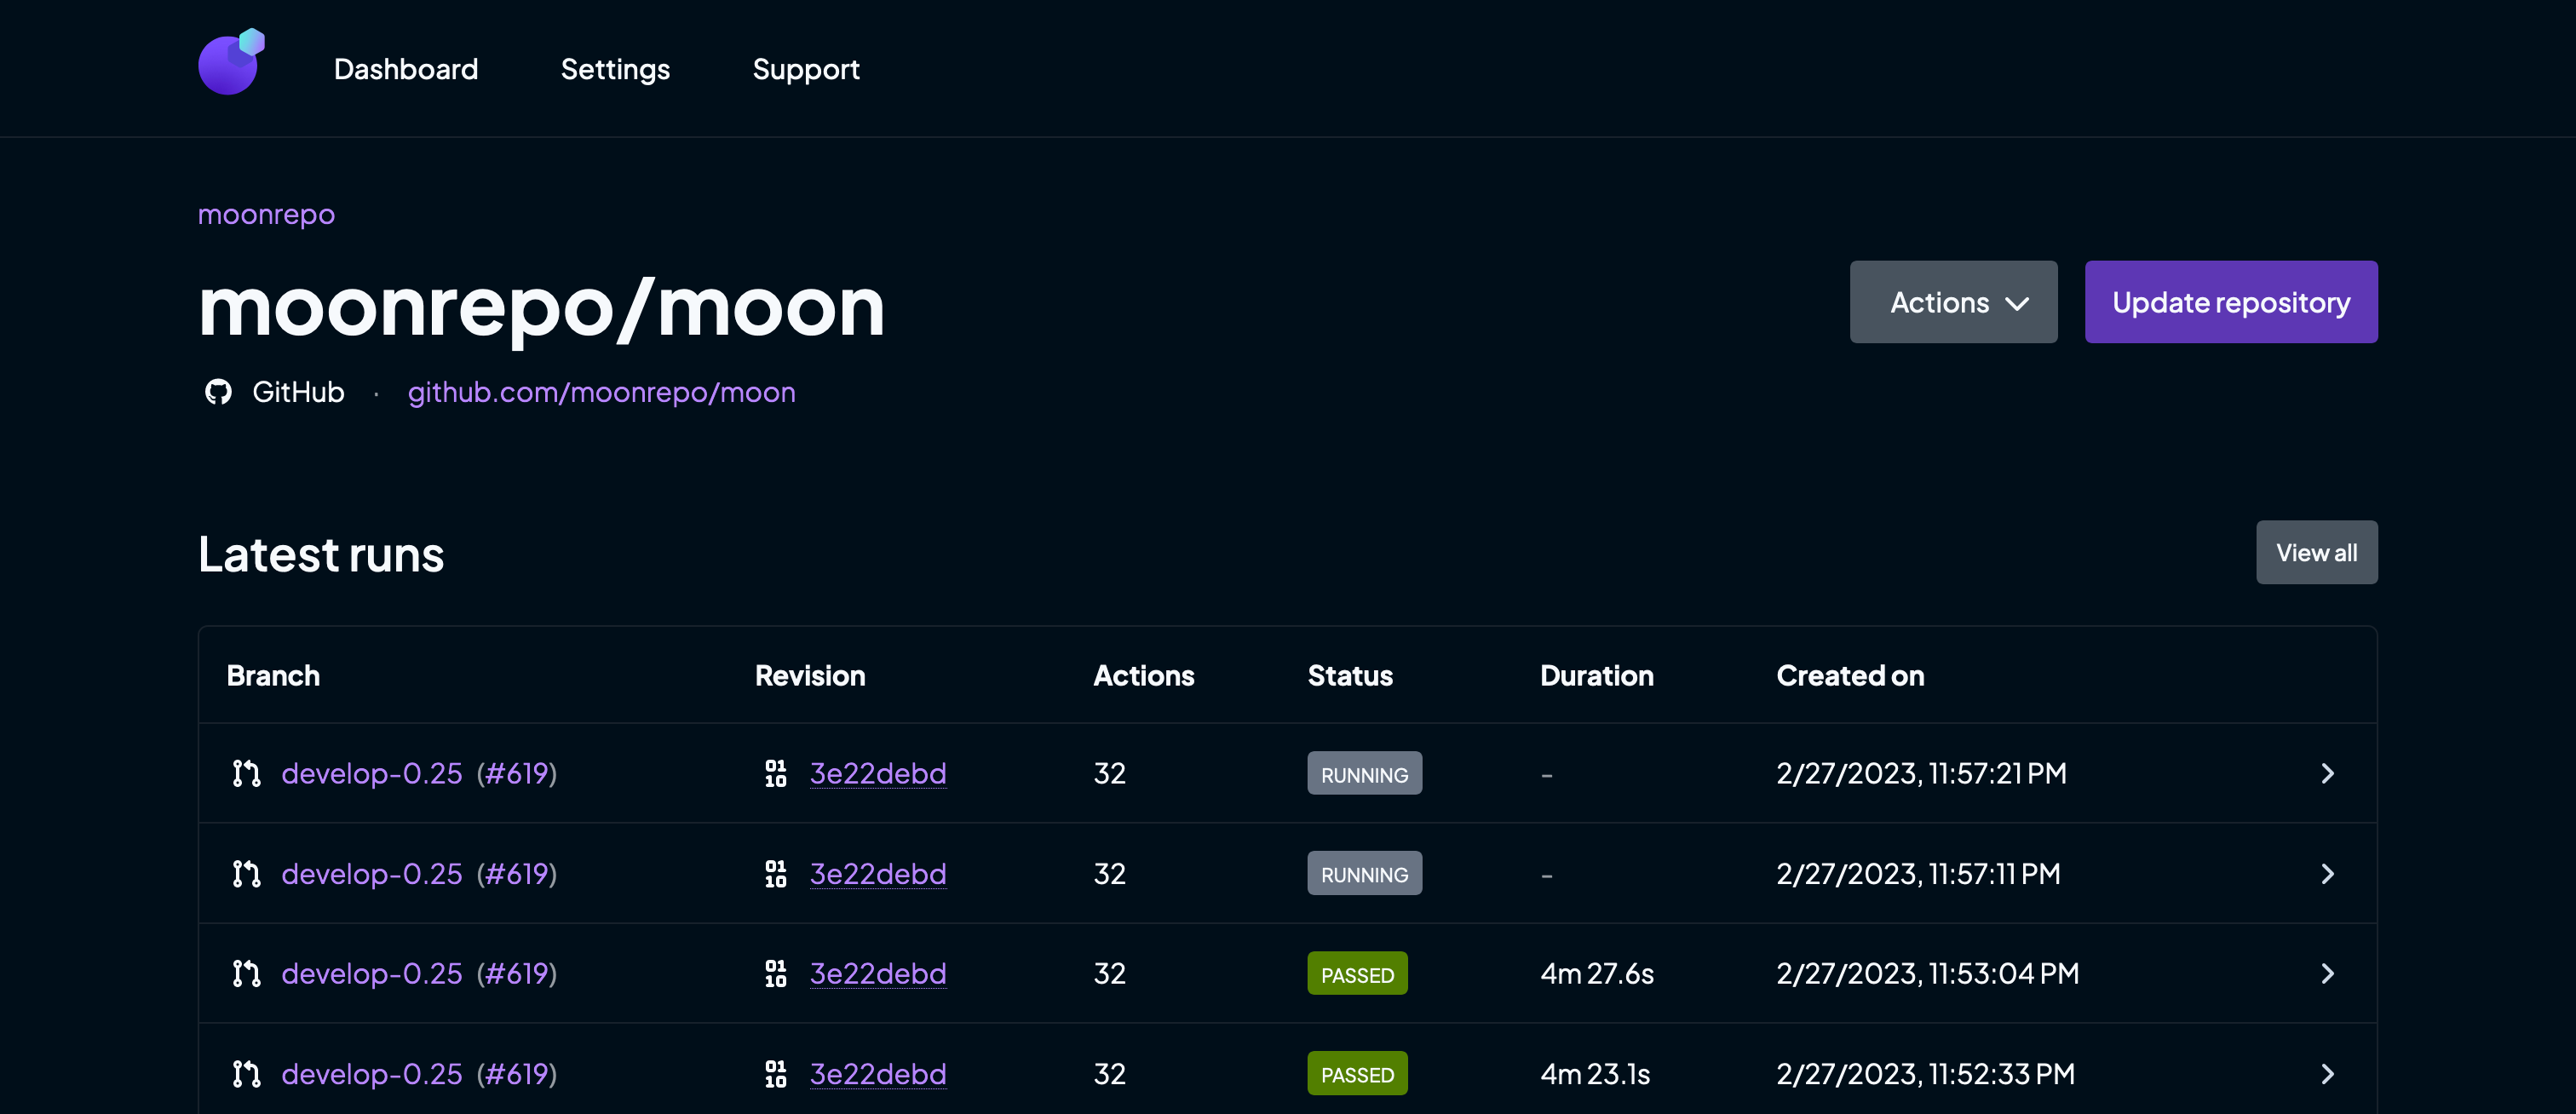 Dashboard Settings Support
moonrepo
moonrepo/moon
Actions Update repository
GitHub · github.com/moonrepo/moon
Latest runs
View all
Branch Revision Actions Status Duration Created on
develop-0.25 (#619) 3e22debd 32 RUNNING - 2/27/2023, 11:57:21 PM
develop-0.25 (#619) 3e22debd 32 RUNNING - 2/27/2023, 11:57:11 PM
develop-0.25 (#619) 3e22debd 32 PASSED 4m 27.6s 2/27/2023, 11:53:04 PM
develop-0.25 (#619) 3e22debd 32 PASSED 4m 23.1s 2/27/2023, 11:52:33 PM